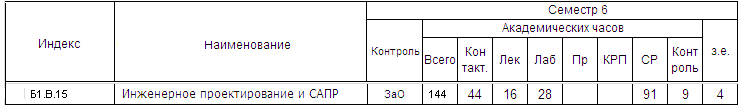 Семестр 6
Академических часов
Индекс Наименование Контроль Всего Кон такт. Лек Лаб Пр КРП СР Конт роль з.е.
Б1.В.15 Инженерное проектирование и САПР ЗаО 144 44 16 28 91 9 4